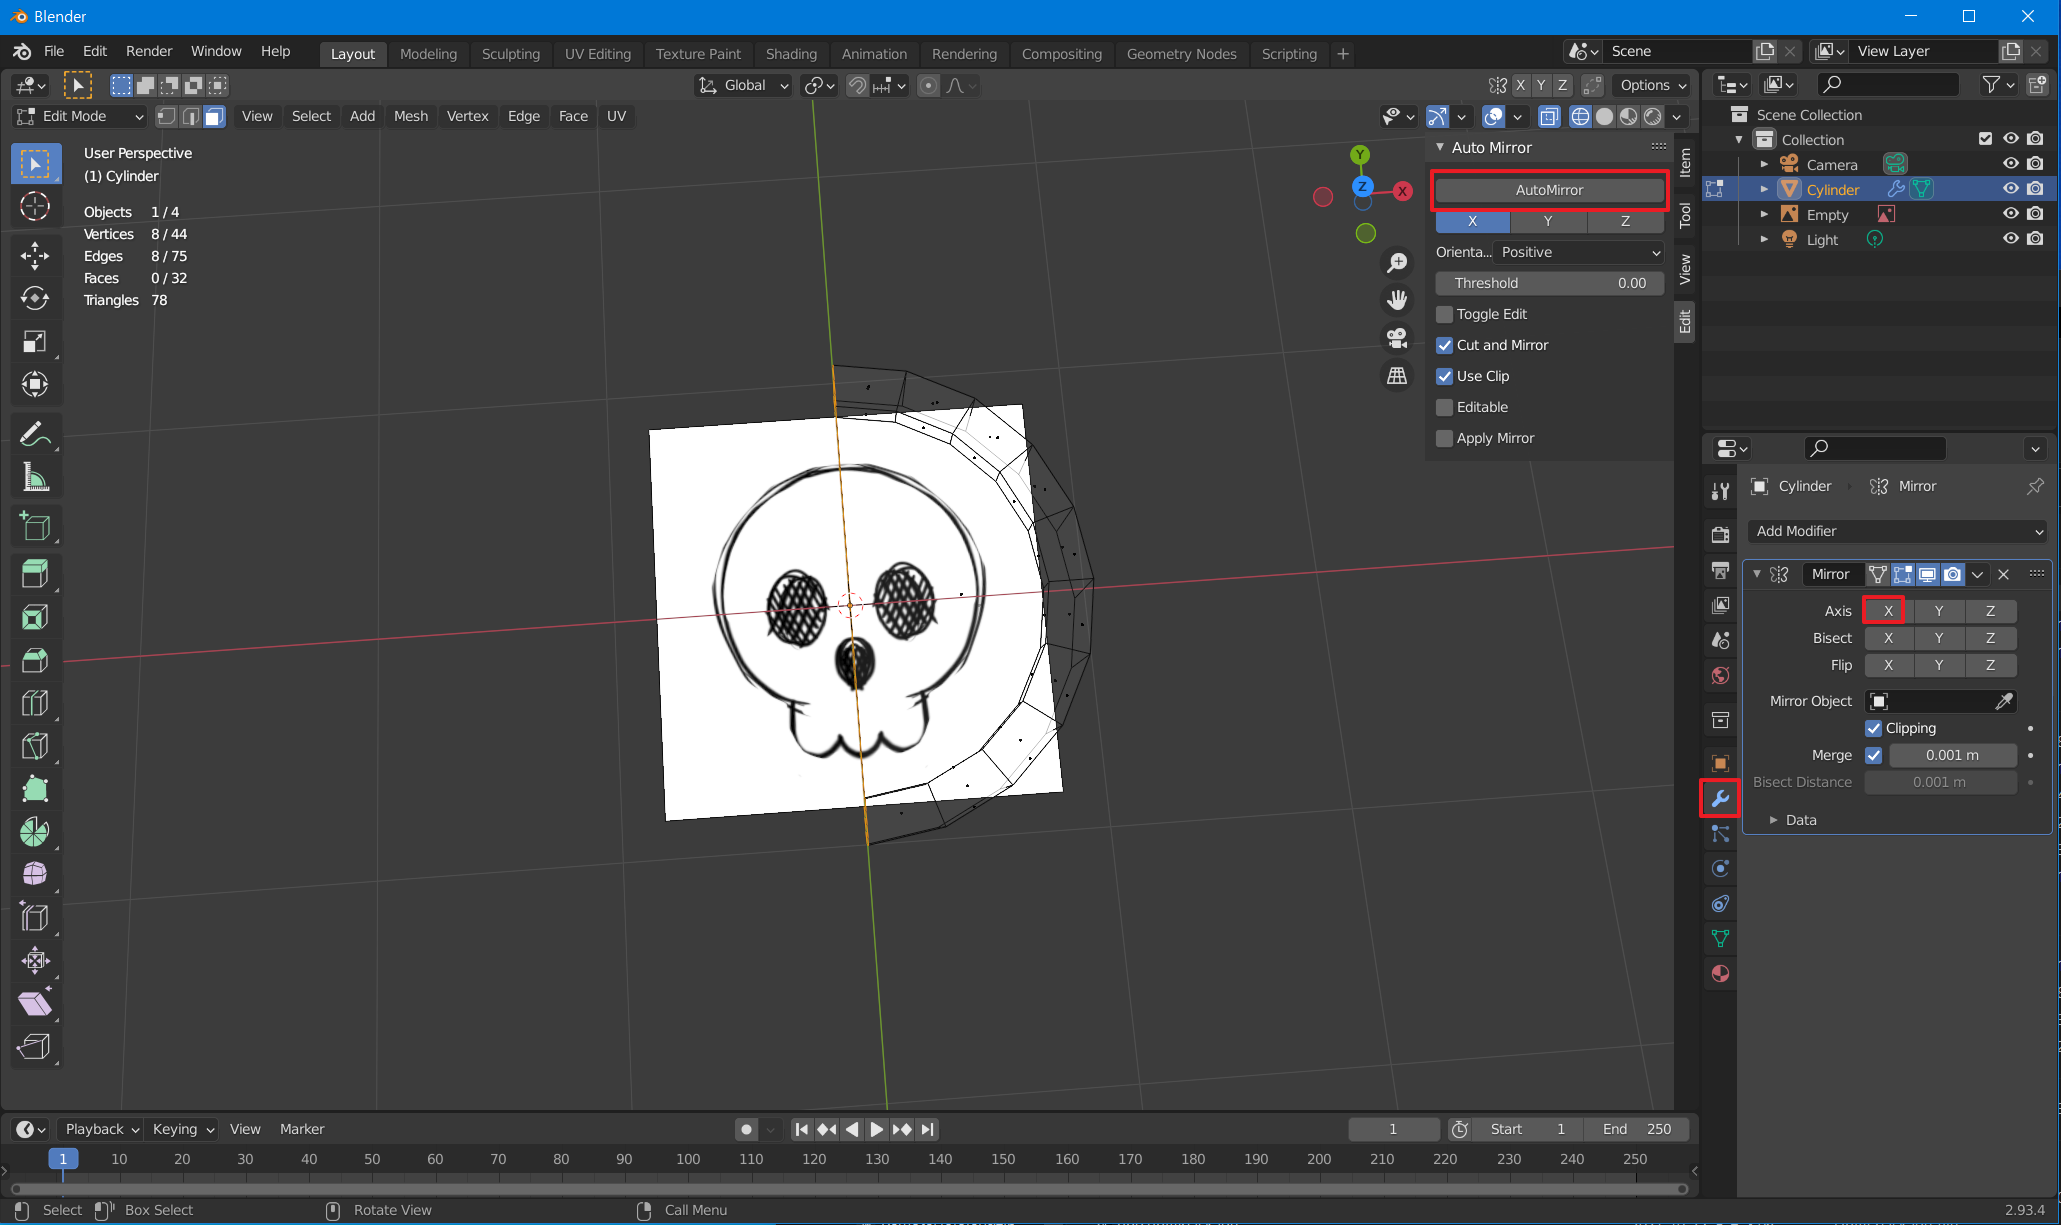 Blender
File Edit Render Window Help Layout Modeling Sculpting UV Editing Texture Paint Shading Animation Rendering Compositing Geometry Nodes Scripting + Scene View Layer
Global X Y Z Options
Edit Mode View Select Add Mesh Vertex Edge Face UV
User Perspective
(1) Cylinder
Objects 1 / 4
Vertices 8 / 44
Edges 8 / 75
Faces 0 / 32
Triangles 78
Y
Z
X
Auto Mirror
AutoMirror
X Y Z
Orienta... Positive
Threshold 0.00
Toggle Edit
Cut and Mirror
Use Clip
Editable
Apply Mirror
Item
Tool
View
Edit
Scene Collection
Collection
Camera
Cylinder
Empty
Light
Cylinder Mirror
Add Modifier
Mirror
Axis X Y Z
Bisect X Y Z
Flip X Y Z
Mirror Object
Clipping
Merge 0.001 m
Bisect Distance 0.001 m
Data
Playback Keying View Marker 1 Start 1 End 250
1 10 20 30 40 50 60 70 80 90 100 110 120 130 140 150 160 170 180 190 200 210 220 230 240 250
Select Box Select Rotate View Call Menu 2.93.4